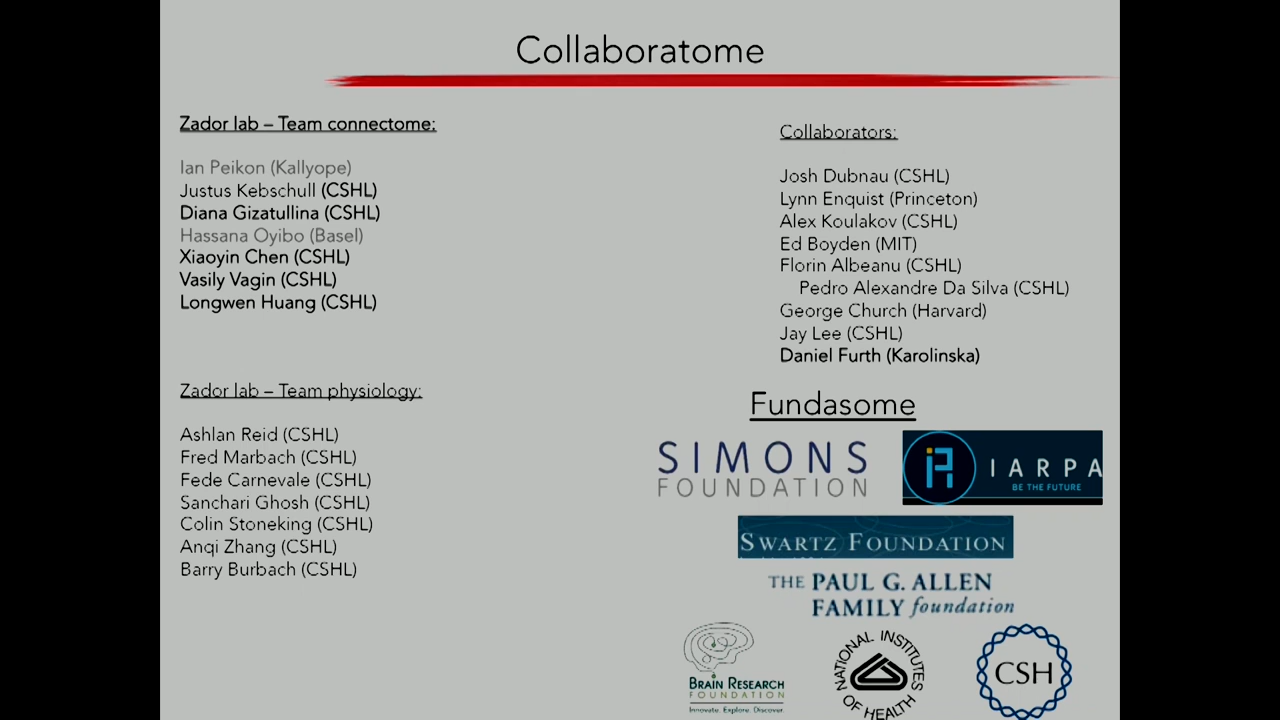 Collaboratome
Zador lab – Team connectome:
Ian Peikon (Kallyope)
Justus Kebschull (CSHL)
Diana Gizatullina (CSHL)
Hassana Oyibo (Basel)
Xiaoyin Chen (CSHL)
Vasily Vagin (CSHL)
Longwen Huang (CSHL)
Zador lab – Team physiology:
Ashlan Reid (CSHL)
Fred Marbach (CSHL)
Fede Carnevale (CSHL)
Sanchari Ghosh (CSHL)
Colin Stoneking (CSHL)
Anqi Zhang (CSHL)
Barry Burbach (CSHL)
Collaborators:
Josh Dubnau (CSHL)
Lynn Enquist (Princeton)
Alex Koulakov (CSHL)
Ed Boyden (MIT)
Florin Albeanu (CSHL)
Pedro Alexandre Da Silva (CSHL)
George Church (Harvard)
Jay Lee (CSHL)
Daniel Furth (Karolinska)
Fundasome
SIMONS
FOUNDATION
IARPA
BE THE FUTURE
SWARTZ FOUNDATION
THE PAUL G. ALLEN
FAMILY foundation
BRAIN RESEARCH
FOUNDATION
Innovate. Explore. Discover.
NATIONAL INSTITUTES
OF HEALTH
CSH